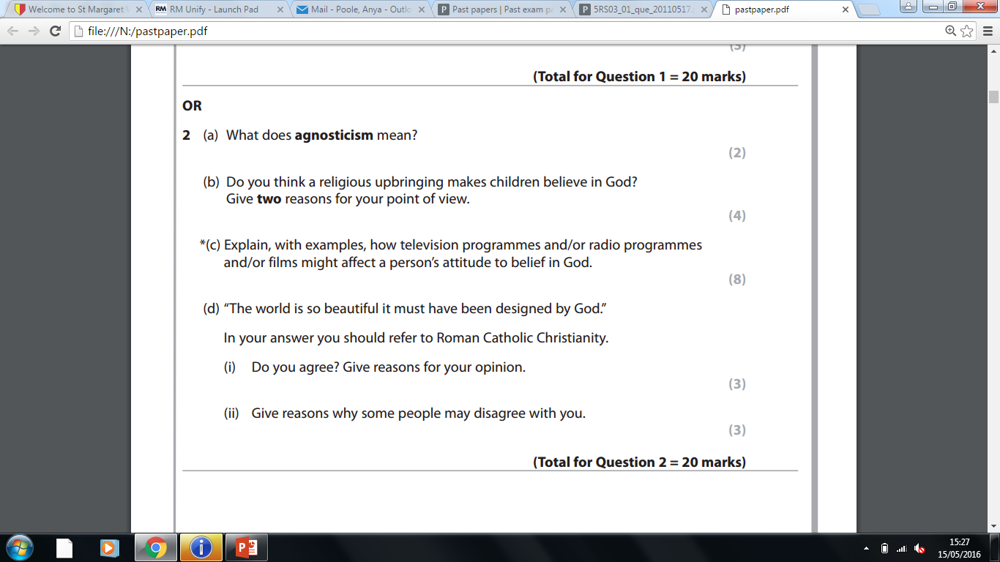 Welcome to St Margaret
RM Unify - Launch Pad
Mail - Poole, Anya - Outlo
Past papers | Past exam p
5RS03_01_que_20110517.
pastpaper.pdf
file:///N:/pastpaper.pdf
(Total for Question 1 = 20 marks)
OR
2 (a) What does agnosticism mean?
(2)
(b) Do you think a religious upbringing makes children believe in God?
Give two reasons for your point of view.
(4)
*(c) Explain, with examples, how television programmes and/or radio programmes
and/or films might affect a person's attitude to belief in God.
(8)
(d) “The world is so beautiful it must have been designed by God.”
In your answer you should refer to Roman Catholic Christianity.
(i) Do you agree? Give reasons for your opinion.
(3)
(ii) Give reasons why some people may disagree with you.
(3)
(Total for Question 2 = 20 marks)
15:27
15/05/2016